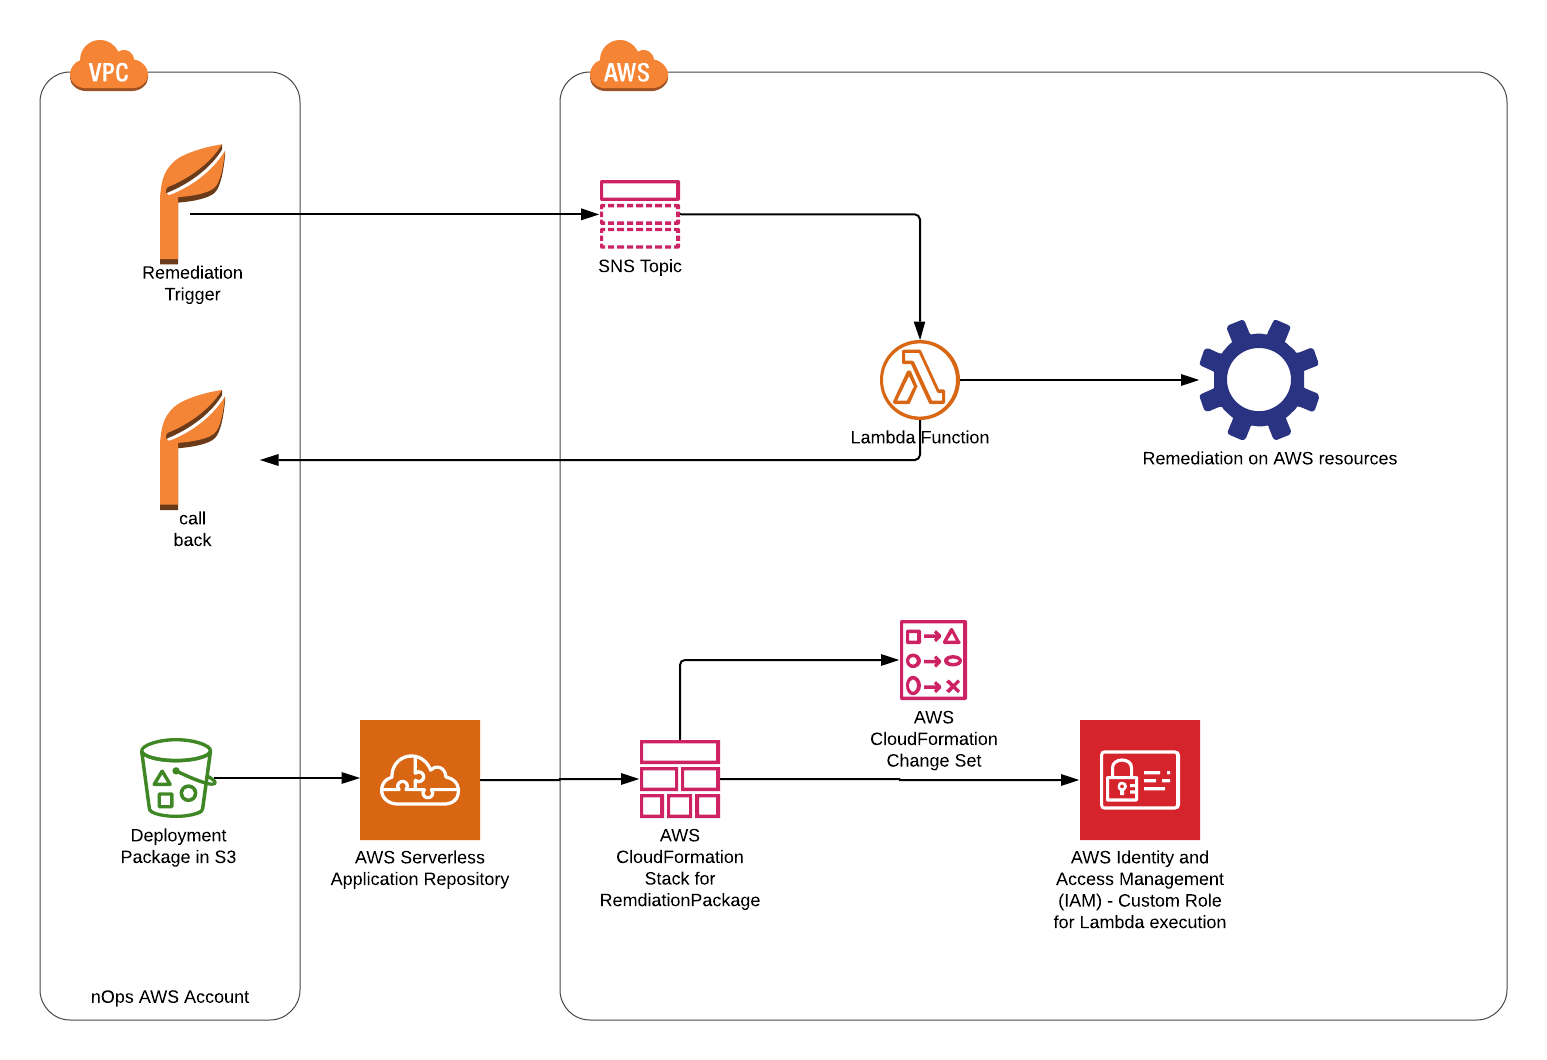 VPC
AWS
Remediation
Trigger
SNS Topic
Lambda Function
Remediation on AWS resources
call
back
AWS
CloudFormation
Change Set
Deployment
Package in S3
AWS Serverless
Application Repository
AWS
CloudFormation
Stack for
RemdiationPackage
AWS Identity and
Access Management
(IAM) - Custom Role
for Lambda execution
nOps AWS Account